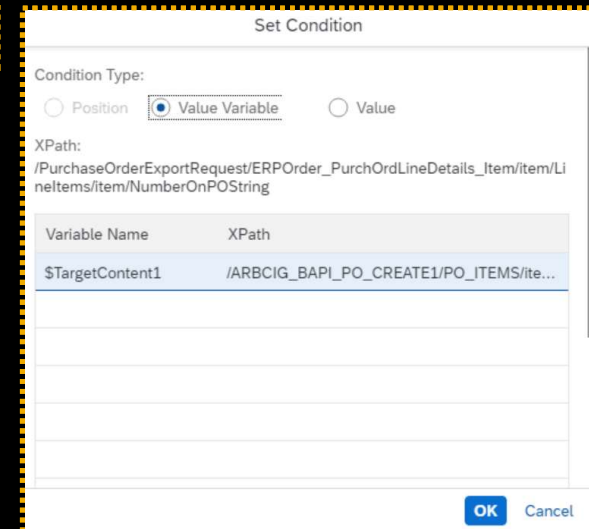 Set Condition
Condition Type:
Position Value Variable Value
XPath:
/PurchaseOrderExportRequest/ERPOrder_PurchOrdLineDetails_Item/item/Li
neItems/item/NumberOnPOString
Variable Name XPath
$TargetContent1 /ARBCIG_BAPI_PO_CREATE1/PO_ITEMS/ite...
OK Cancel